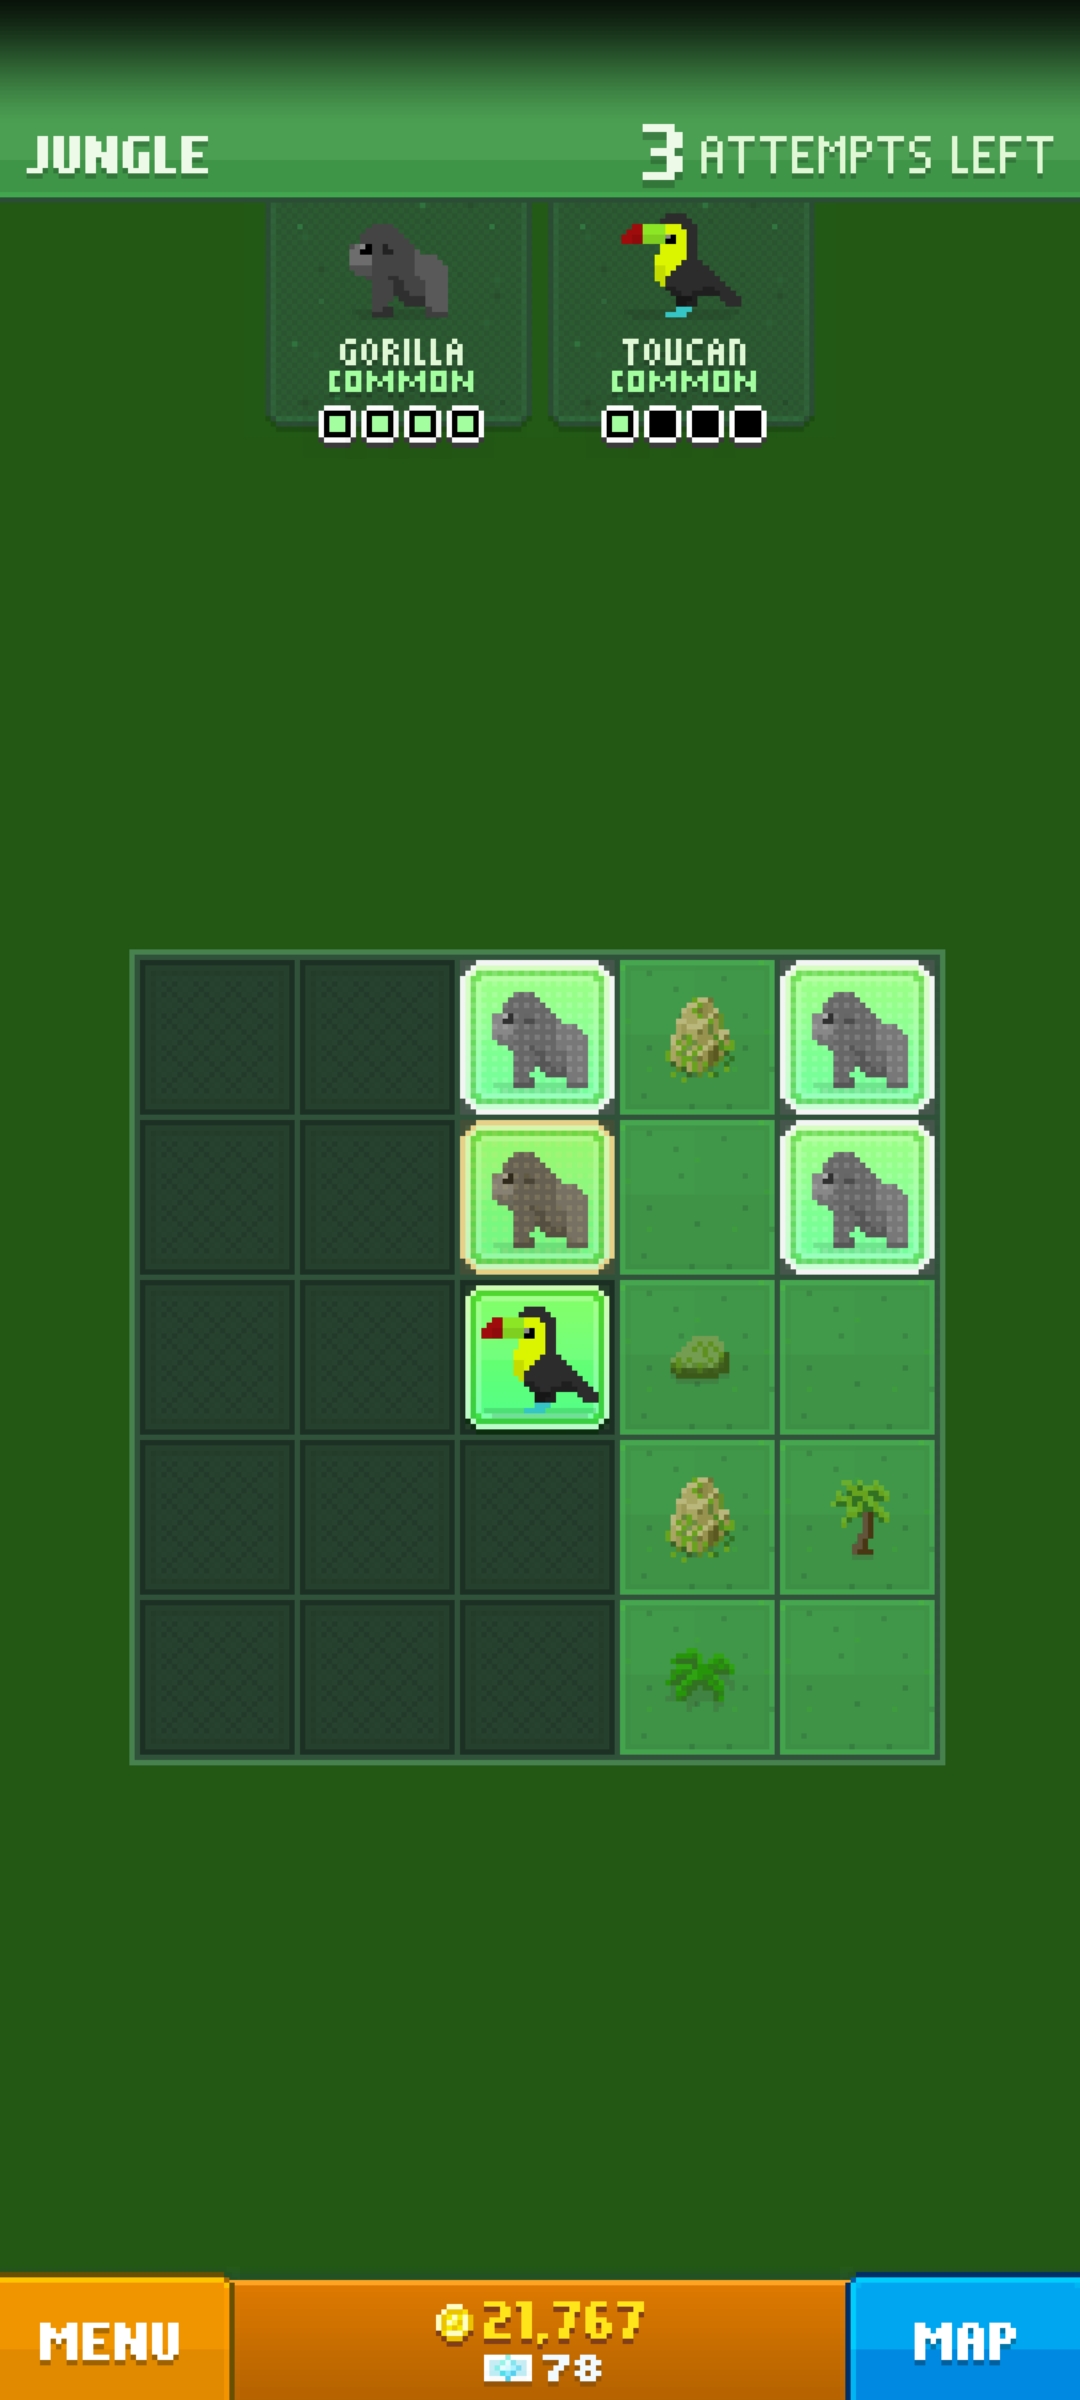 JUNGLE
3 ATTEMPTS LEFT
GORILLA
COMMON
TOUCAN
COMMON
MENU
21,767
78
MAP